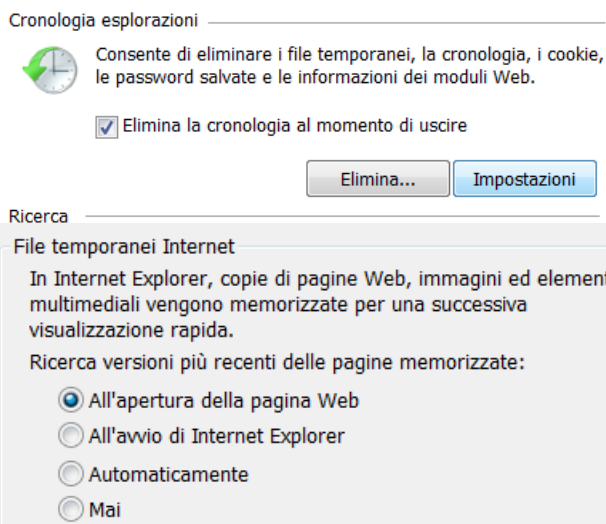 Cronologia esplorazioni
Consente di eliminare i file temporanei, la cronologia, i cookie,
le password salvate e le informazioni dei moduli Web.
Elimina la cronologia al momento di uscire
Elimina... Impostazioni
Ricerca
File temporanei Internet
In Internet Explorer, copie di pagine Web, immagini ed element
multimediali vengono memorizzate per una successiva
visualizzazione rapida.
Ricerca versioni più recenti delle pagine memorizzate:
All'apertura della pagina Web
All'avvio di Internet Explorer
Automaticamente
Mai